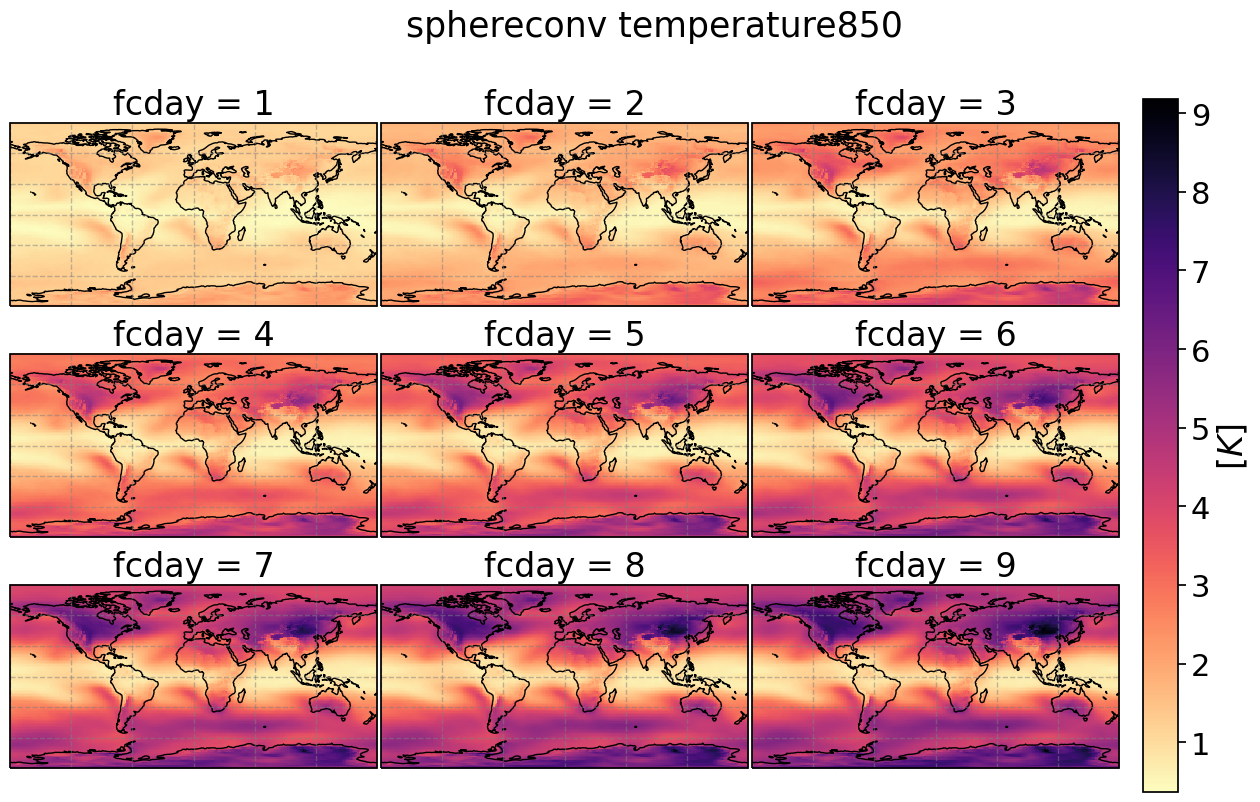 sphereconv temperature850
fcday = 1
fcday = 2
fcday = 3
fcday = 4
fcday = 5
fcday = 6
fcday = 7
fcday = 8
fcday = 9
9
8
7
6
5
4
3
2
1
[K]